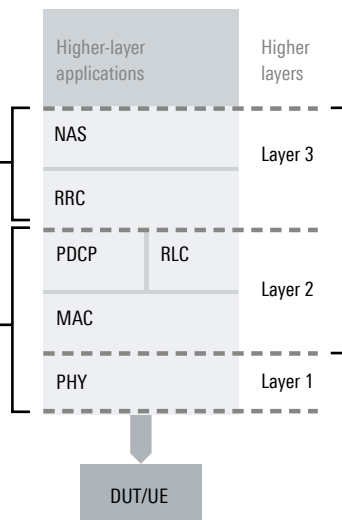 Higher-layer
applications
Higher
layers
NAS
Layer 3
RRC
PDCP
RLC
Layer 2
MAC
PHY
Layer 1
DUT/UE